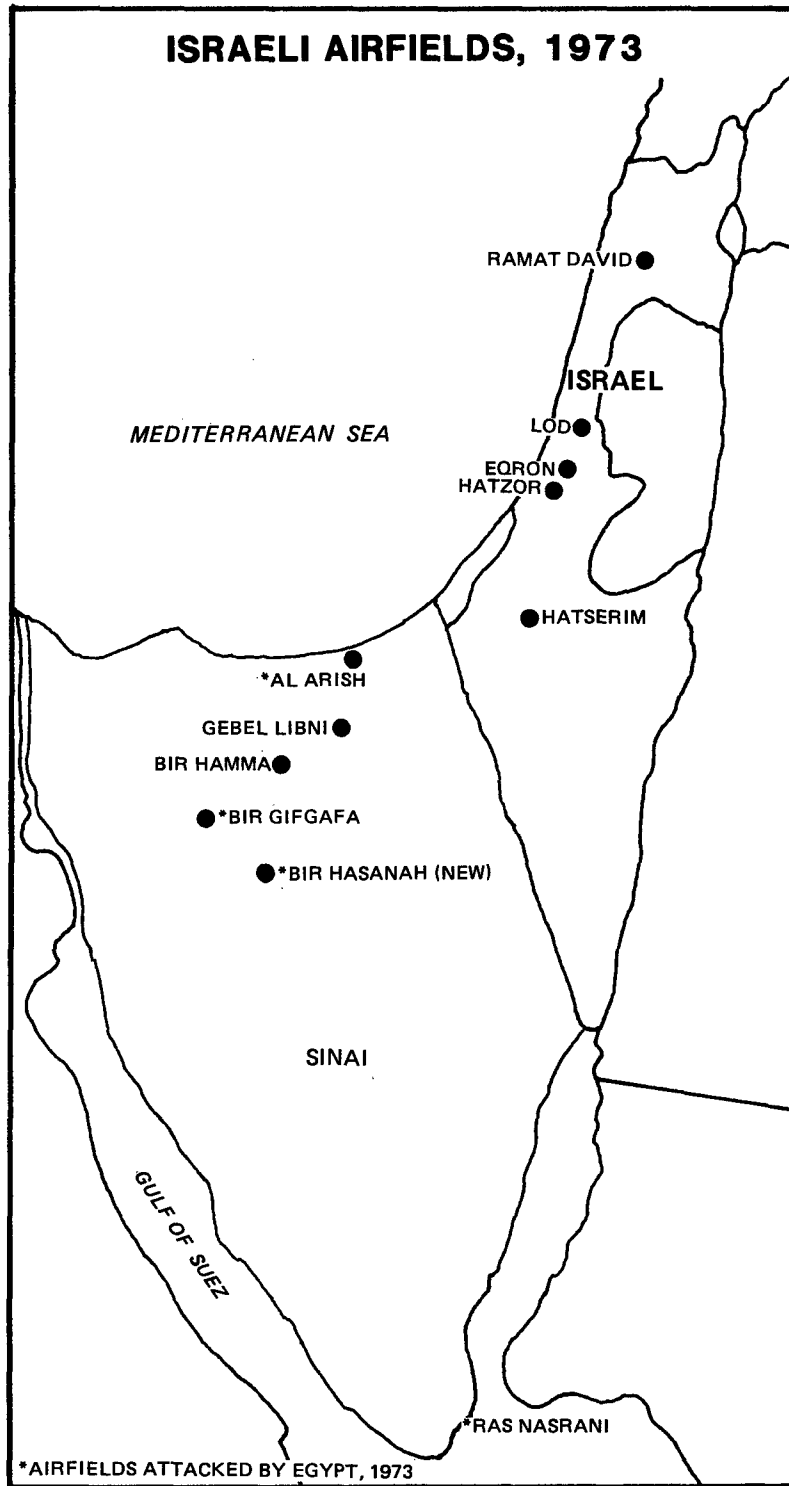 ISRAELI AIRFIELDS, 1973
RAMAT DAVID
ISRAEL
MEDITERRANEAN SEA
LOD
EQRON
HATZOR
HATSERIM
*AL ARISH
GEBEL LIBNI
BIR HAMMA
*BIR GIFGAFA
*BIR HASANAH (NEW)
SINAI
GULF OF SUEZ
*RAS NASRANI
*AIRFIELDS ATTACKED BY EGYPT, 1973